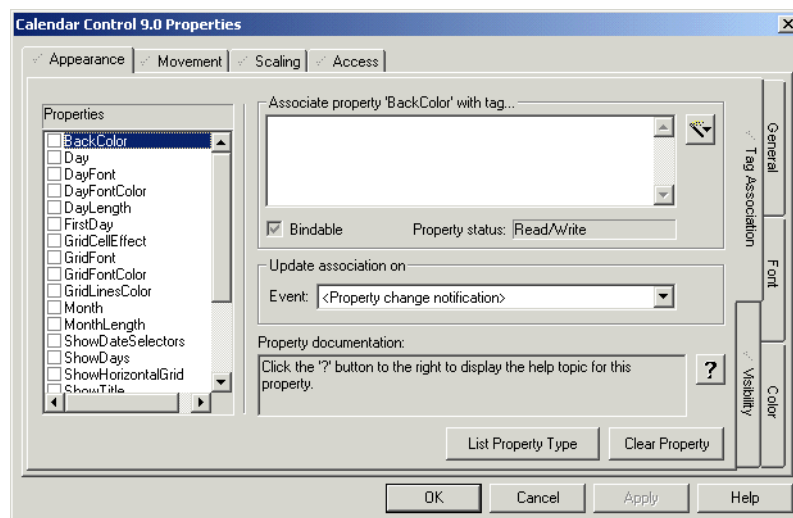 Calendar Control 9.0 Properties
Appearance
Movement
Scaling
Access
Properties
BackColor
Day
DayFont
DayFontColor
DayLength
FirstDay
GridCellEffect
GridFont
GridFontColor
GridLinesColor
Month
MonthLength
ShowDateSelectors
ShowDays
ShowHorizontalGrid
ShowTitle
Associate property 'BackColor' with tag...
Bindable
Property status: Read/Write
Update association on
Event: <Property change notification>
Property documentation:
Click the '?' button to the right to display the help topic for this
property.
?
List Property Type
Clear Property
General
Tag Association
Font
Visibility
Color
OK
Cancel
Apply
Help